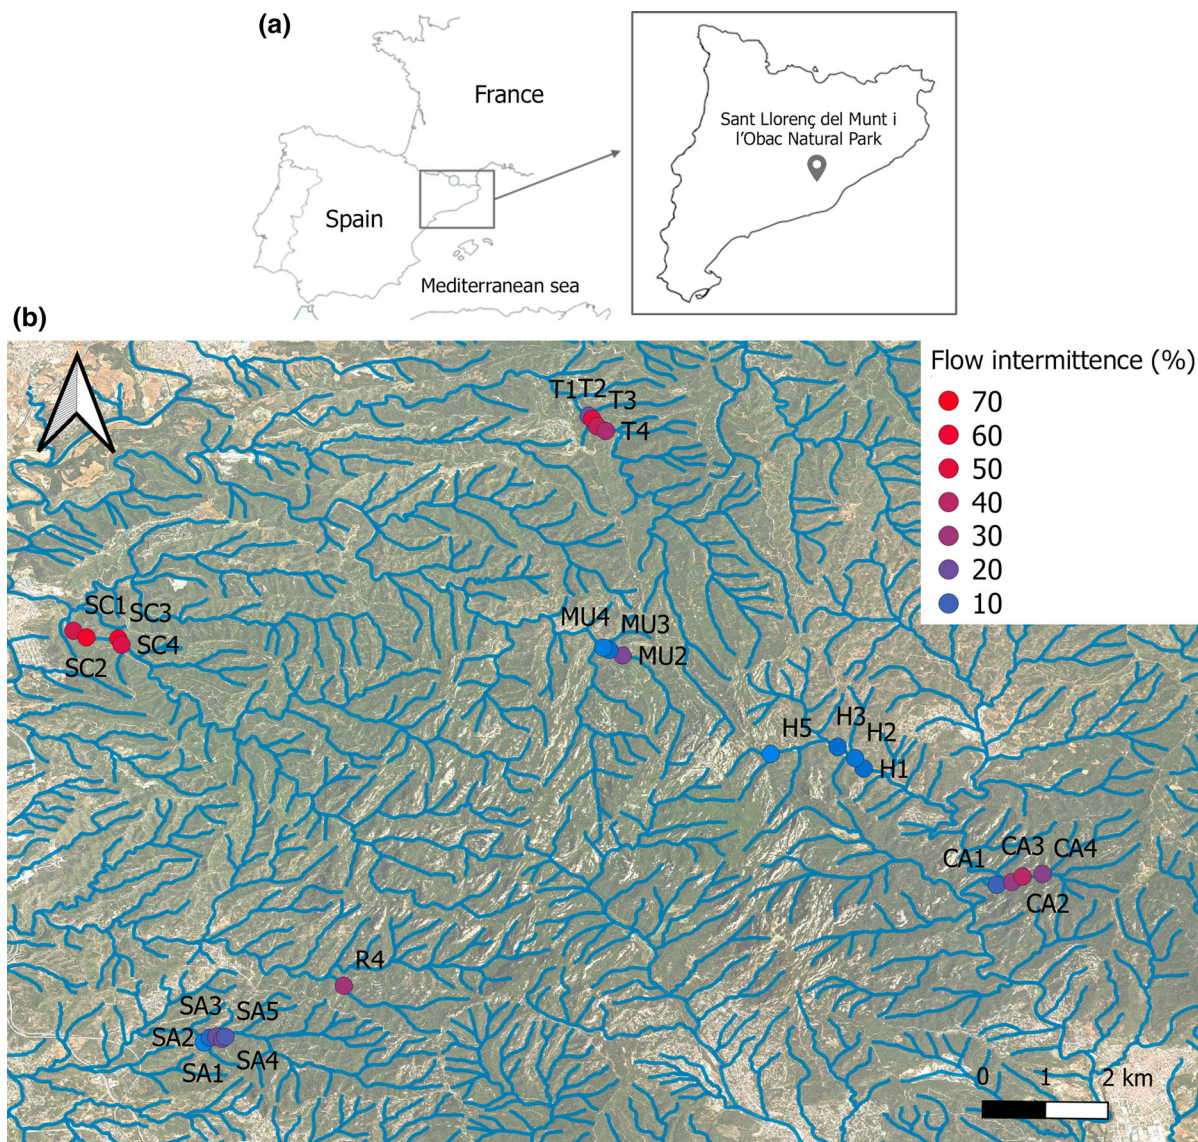 (a)
France
Spain
Mediterranean sea
Sant Llorenç del Munt i
l'Obac Natural Park
(b)
Flow intermittence (%)
70
60
50
40
30
20
10
T1 T2
T3
T4
SC1
SC3
SC4
SC2
MU4
MU3
MU2
H5
H3
H2
H1
CA1
CA3
CA4
CA2
R4
SA3
SA5
SA2
SA4
SA1
0 1 2 km